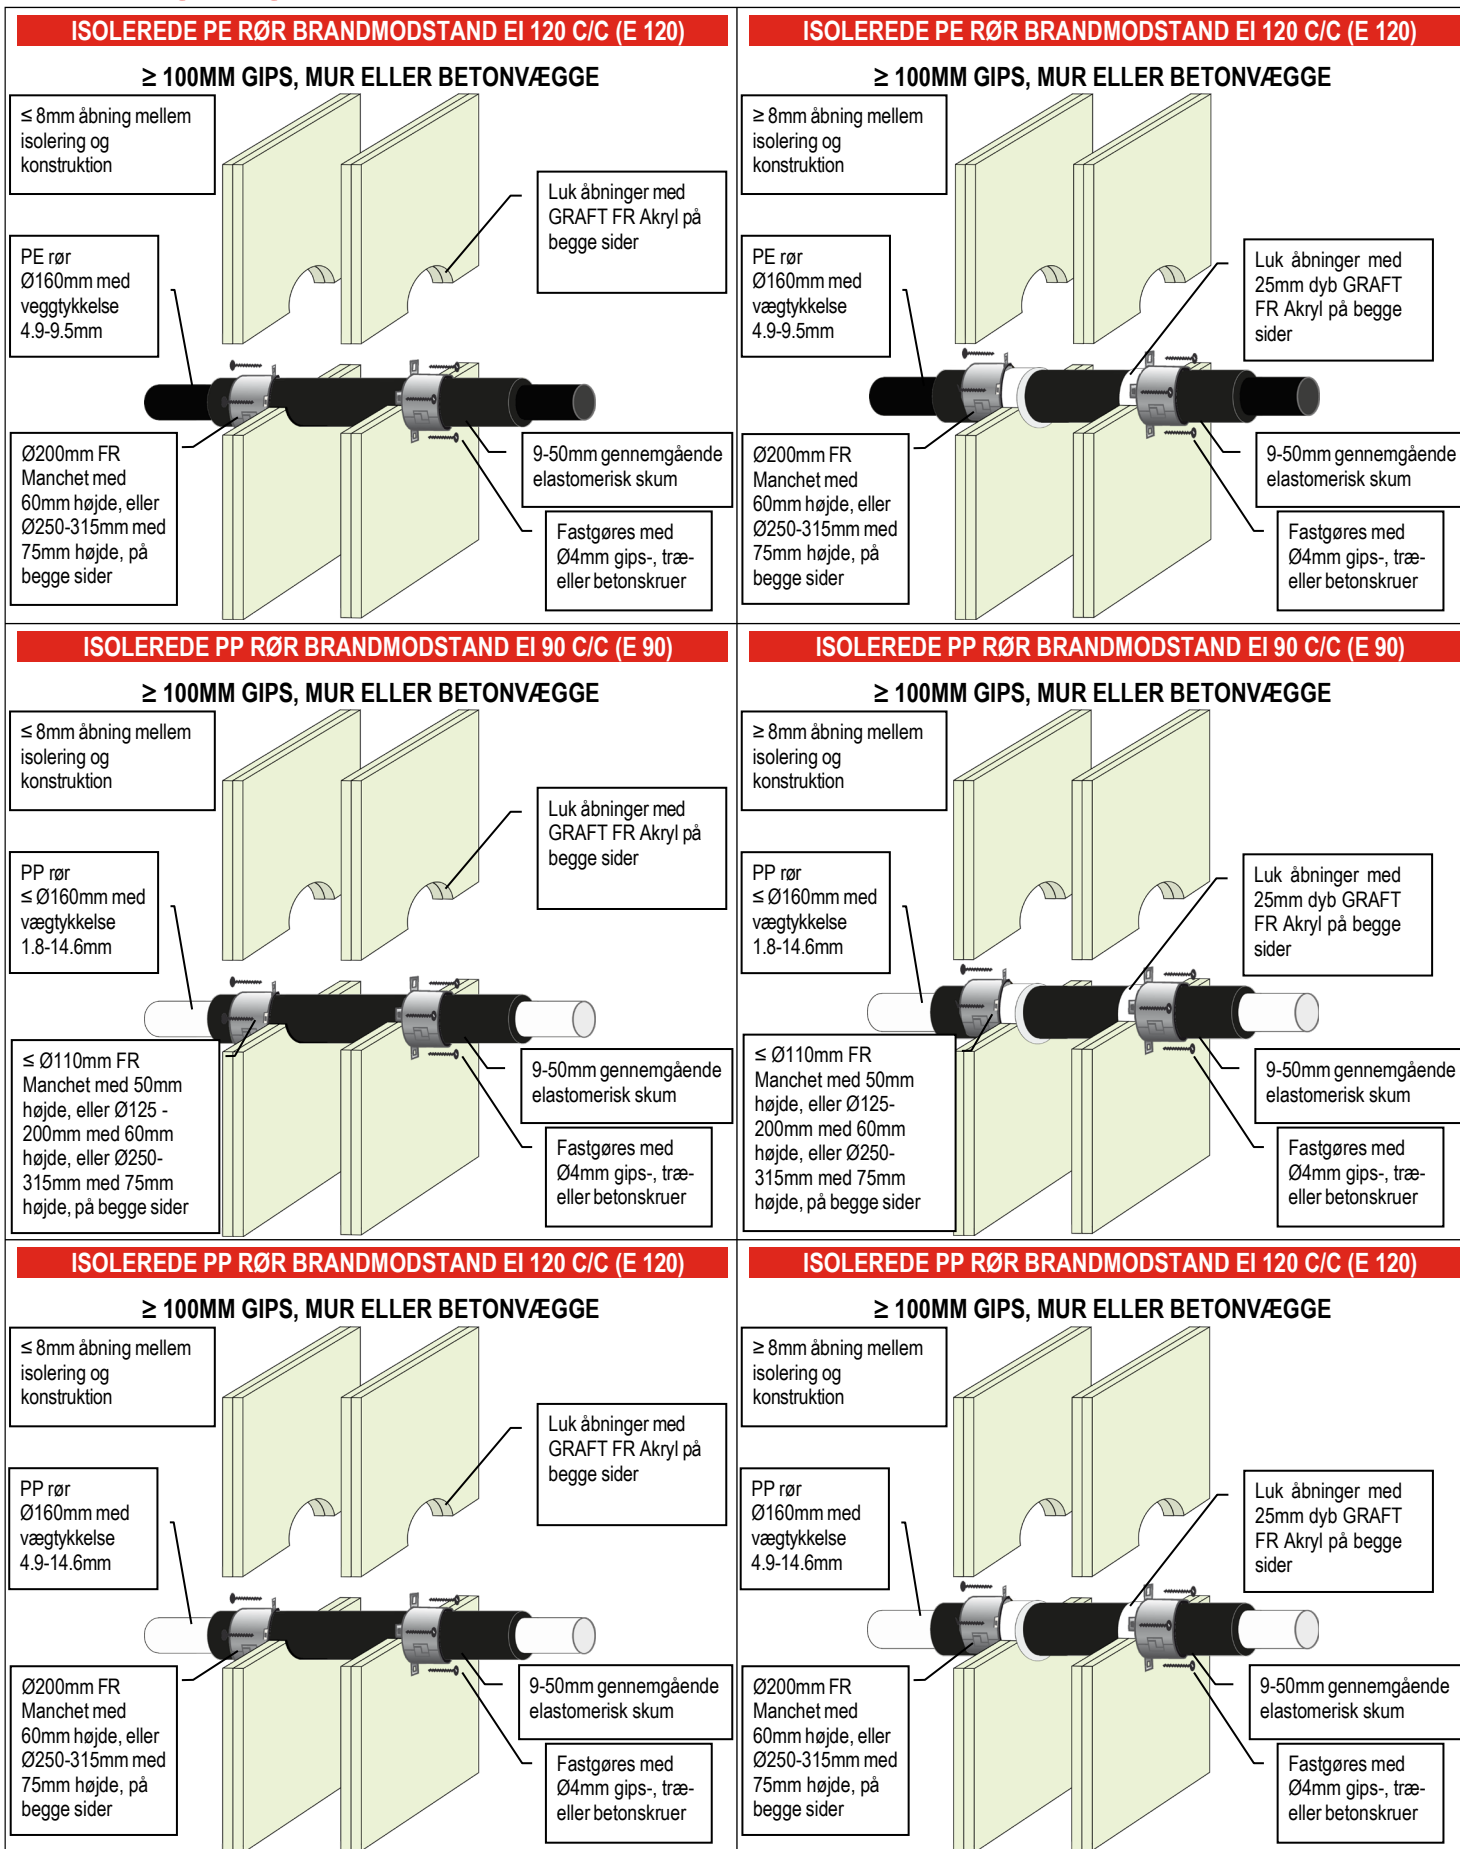 ISOLEREDE PE RØR BRANDMODSTAND EI 120 C/C (E 120)
≥ 100MM GIPS, MUR ELLER BETONVÆGGE
≤ 8mm åbning mellem
isolering og
konstruktion
Luk åbninger med
GRAFT FR Akryl på
begge sider
PE rør
Ø160mm med
veggtykkelse
4.9-9.5mm
Ø200mm FR
Manchet med
60mm højde, eller
Ø250-315mm med
75mm højde, på
begge sider
9-50mm gennemgående
elastomerisk skum
Fastgøres med
Ø4mm gips-, træ-
eller betonskruer
ISOLEREDE PE RØR BRANDMODSTAND EI 120 C/C (E 120)
≥ 100MM GIPS, MUR ELLER BETONVÆGGE
≥ 8mm åbning mellem
isolering og
konstruktion
Luk åbninger med
25mm dyb GRAFT
FR Akryl på begge
sider
PE rør
Ø160mm med
vægtykkelse
4.9-9.5mm
Ø200mm FR
Manchet med
60mm højde, eller
Ø250-315mm med
75mm højde, på
begge sider
9-50mm gennemgående
elastomerisk skum
Fastgøres med
Ø4mm gips-, træ-
eller betonskruer
ISOLEREDE PP RØR BRANDMODSTAND EI 90 C/C (E 90)
≥ 100MM GIPS, MUR ELLER BETONVÆGGE
≤ 8mm åbning mellem
isolering og
konstruktion
Luk åbninger med
GRAFT FR Akryl på
begge sider
PP rør
≤ Ø160mm med
vægtykkelse
1.8-14.6mm
≤ Ø110mm FR
Manchet med 50mm
højde, eller Ø125 -
200mm med 60mm
højde, eller Ø250-
315mm med 75mm
højde, på begge sider
9-50mm gennemgående
elastomerisk skum
Fastgøres med
Ø4mm gips-, træ-
eller betonskruer
ISOLEREDE PP RØR BRANDMODSTAND EI 90 C/C (E 90)
≥ 100MM GIPS, MUR ELLER BETONVÆGGE
≥ 8mm åbning mellem
isolering og
konstruktion
Luk åbninger med
25mm dyb GRAFT
FR Akryl på begge
sider
PP rør
≤ Ø160mm med
vægtykkelse
1.8-14.6mm
≤ Ø110mm FR
Manchet med 50mm
højde, eller Ø125-
200mm med 60mm
højde, eller Ø250-
315mm med 75mm
højde, på begge sider
9-50mm gennemgående
elastomerisk skum
Fastgøres med
Ø4mm gips-, træ-
eller betonskruer
ISOLEREDE PP RØR BRANDMODSTAND EI 120 C/C (E 120)
≥ 100MM GIPS, MUR ELLER BETONVÆGGE
≤ 8mm åbning mellem
isolering og
konstruktion
Luk åbninger med
GRAFT FR Akryl på
begge sider
PP rør
Ø160mm med
vægtykkelse
4.9-14.6mm
Ø200mm FR
Manchet med
60mm højde, eller
Ø250-315mm med
75mm højde, på
begge sider
9-50mm gennemgående
elastomerisk skum
Fastgøres med
Ø4mm gips-, træ-
eller betonskruer
ISOLEREDE PP RØR BRANDMODSTAND EI 120 C/C (E 120)
≥ 100MM GIPS, MUR ELLER BETONVÆGGE
≥ 8mm åbning mellem
isolering og
konstruktion
Luk åbninger med
25mm dyb GRAFT
FR Akryl på begge
sider
PP rør
Ø160mm med
vægtykkelse
4.9-14.6mm
Ø200mm FR
Manchet med
60mm højde, eller
Ø250-315mm med
75mm højde, på
begge sider
9-50mm gennemgående
elastomerisk skum
Fastgøres med
Ø4mm gips-, træ-
eller betonskruer